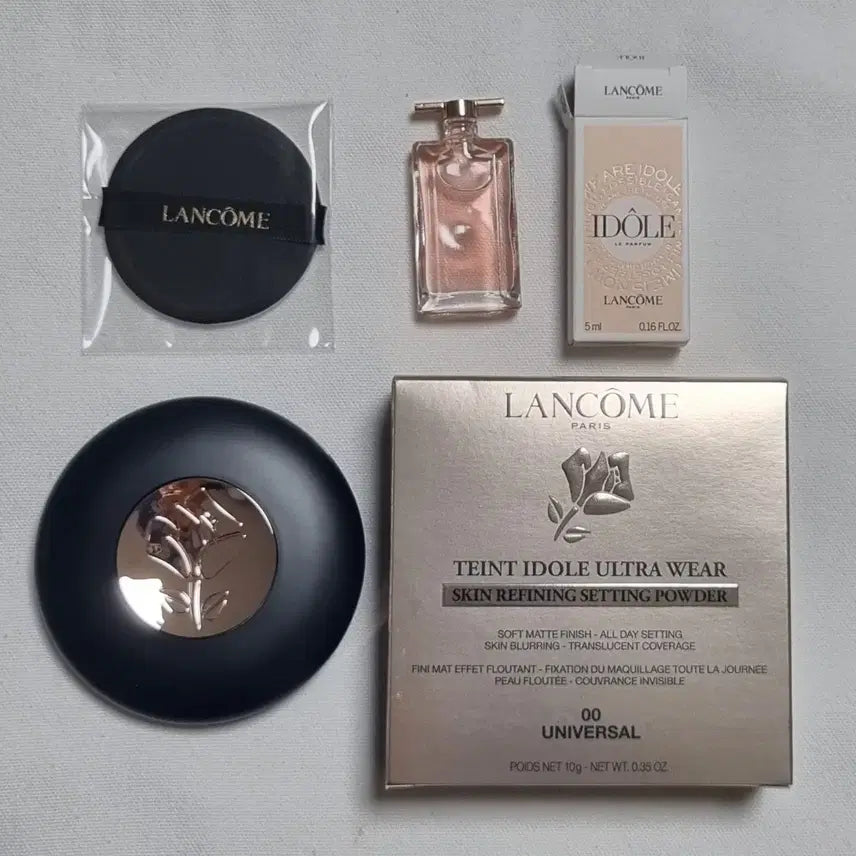 LANCÔME
LANCÔME
PARIS
ARE IDÔLE
IDÔLE
LE PARFUM
LANCÔME
PARIS
5 ml 0.16 FL.OZ.
LANCÔME
PARIS
TEINT IDOLE ULTRA WEAR
SKIN REFINING SETTING POWDER
SOFT MATTE FINISH - ALL DAY SETTING
SKIN BLURRING - TRANSLUCENT COVERAGE
FINI MAT EFFET FLOUTANT - FIXATION DU MAQUILLAGE TOUTE LA JOURNÉE
PEAU FLOUTÉE - COUVRANCE INVISIBLE
00
UNIVERSAL
POIDS NET 10g - NET WT. 0.35 OZ.